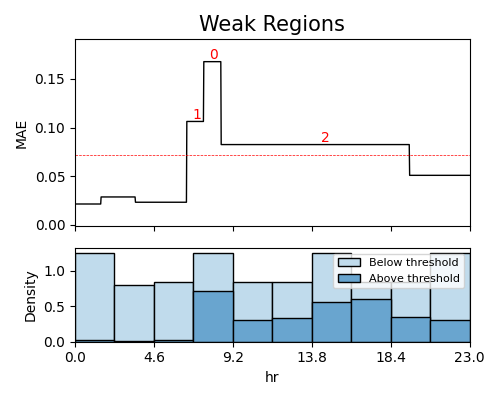 Weak Regions
0
0.15
1
0.10
2
MAE
0.05
0.00
Below threshold
Above threshold
1.0
Density
0.5
0.0
0.0 4.6 9.2 13.8 18.4 23.0
hr